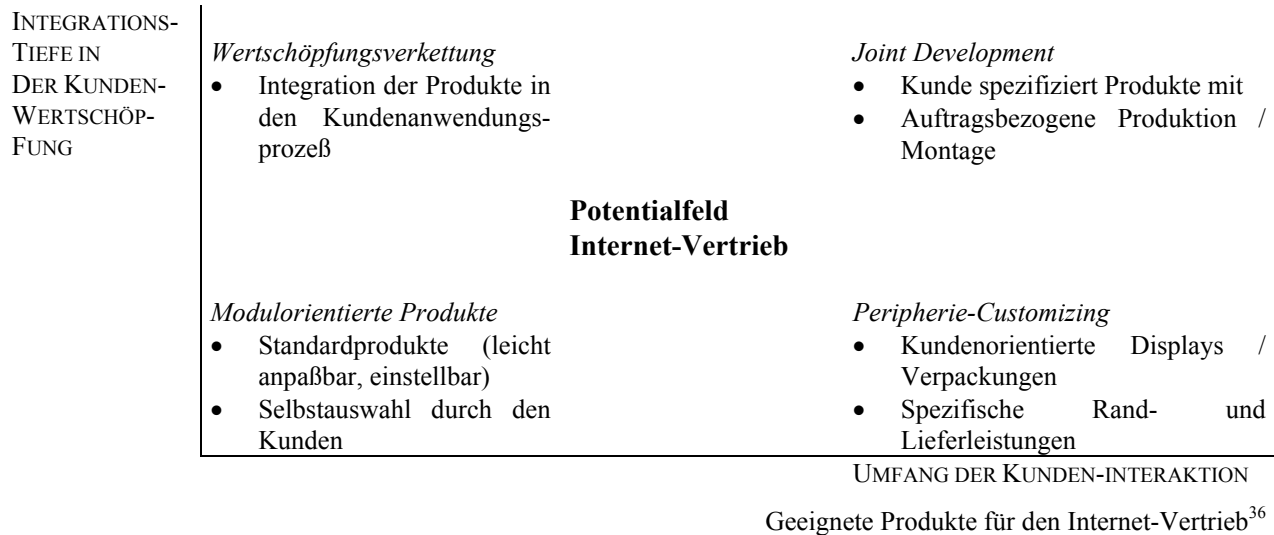 INTEGRATIONS-
TIEFE IN
DER KUNDEN-
WERTSCHÖP-
FUNG
Wertschöpfungsverkettung
• Integration der Produkte in
den Kundenanwendungs-
prozeß
Joint Development
• Kunde spezifiziert Produkte mit
• Auftragsbezogene Produktion /
Montage
Potentialfeld
Internet-Vertrieb
Modulorientierte Produkte
• Standardprodukte (leicht
anpaßbar, einstellbar)
• Selbstauswahl durch den
Kunden
Peripherie-Customizing
• Kundenorientierte Displays /
Verpackungen
• Spezifische Rand- und
Lieferleistungen
UMFANG DER KUNDEN-INTERAKTION
Geeignete Produkte für den Internet-Vertrieb36